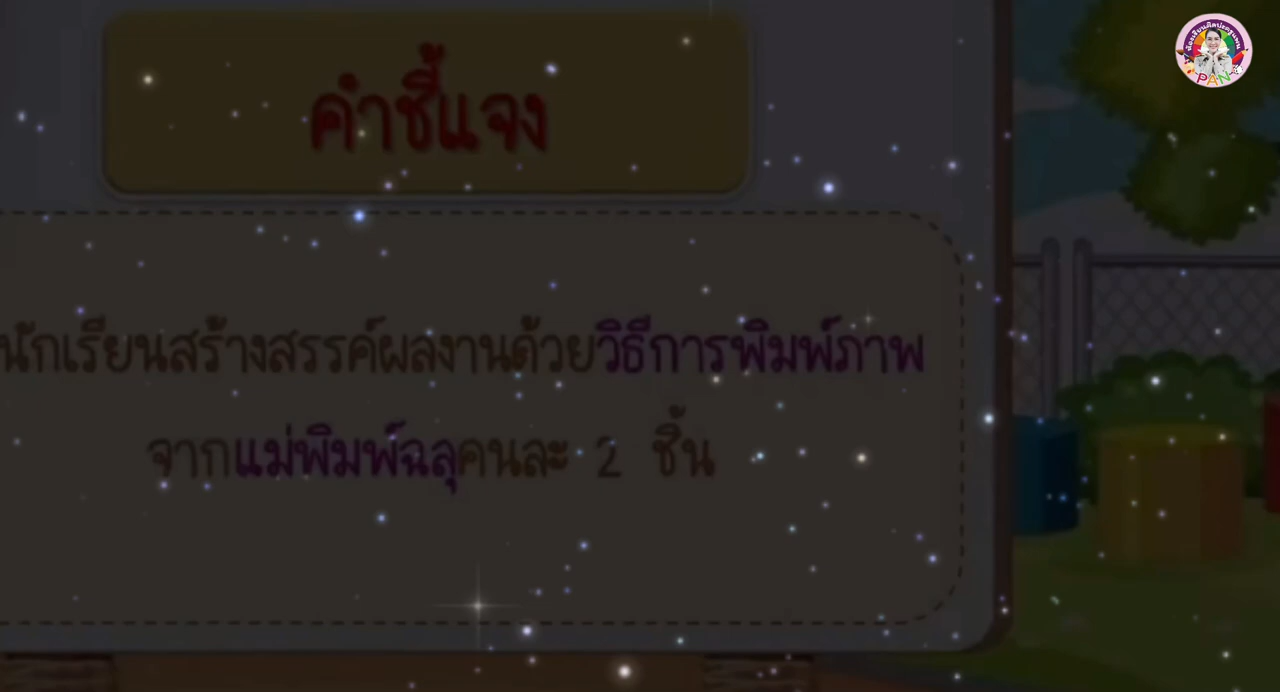 คำชี้แจง
นักเรียนสร้างสรรค์ผลงานด้วยวิธีการพิมพ์ภาพ
จากแม่พิมพ์ฉลุคนละ 2 ชิ้น
PAN